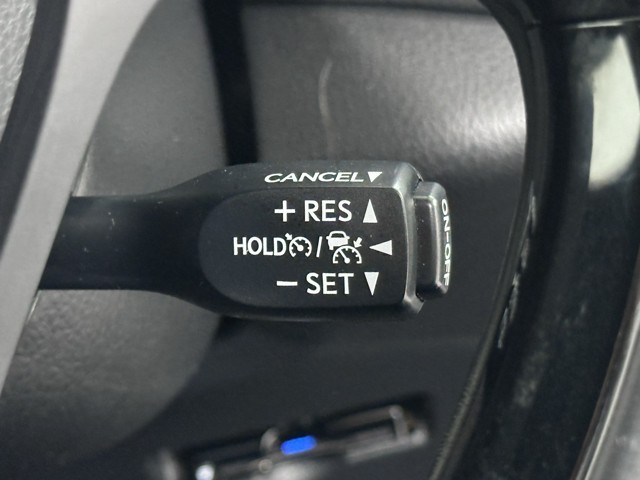 CANCEL▼
+ RES ▲
HOLD / ◀
− SET ▼
ON-OFF